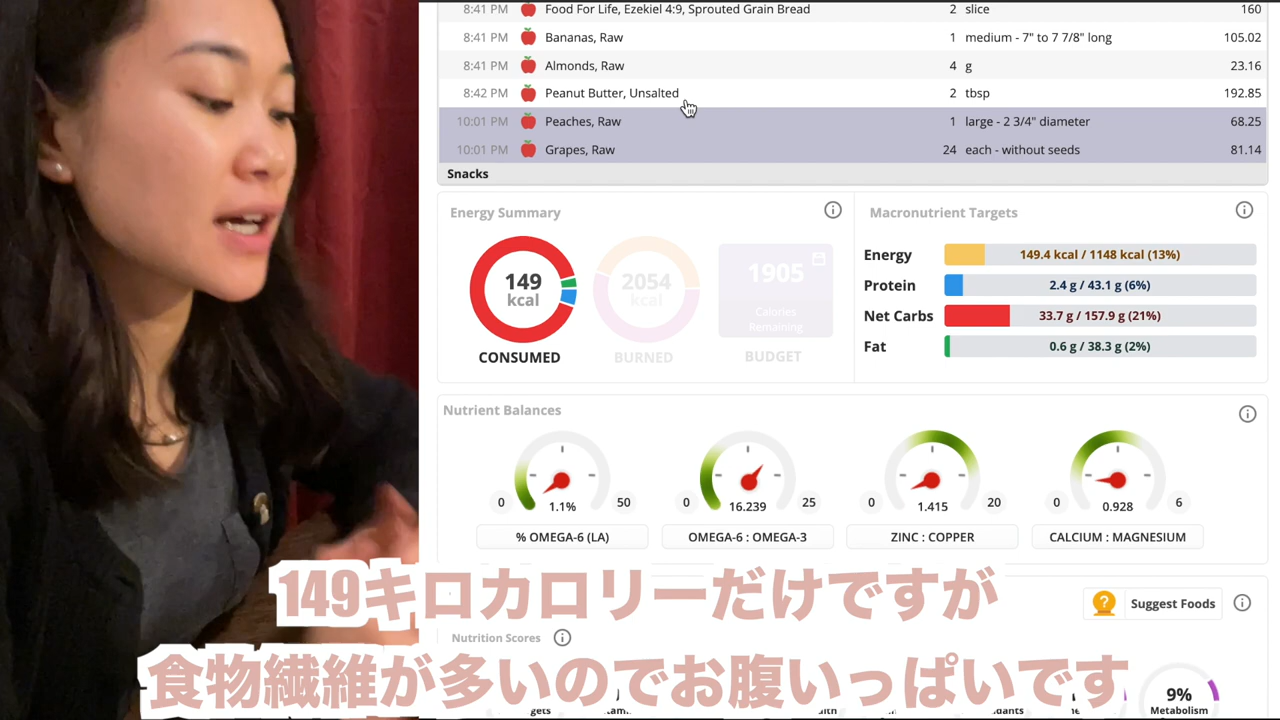 8:41 PM Food For Life, Ezekiel 4:9, Sprouted Grain Bread 2 slice 160
8:41 PM Bananas, Raw 1 medium - 7" to 7 7/8" long 105.02
8:41 PM Almonds, Raw 4 g 23.16
8:42 PM Peanut Butter, Unsalted 2 tbsp 192.85
10:01 PM Peaches, Raw 1 large - 2 3/4" diameter 68.25
10:01 PM Grapes, Raw 24 each - without seeds 81.14
Snacks
Energy Summary
149 kcal
CONSUMED
2054 kcal
BURNED
1905
Calories Remaining
BUDGET
Macronutrient Targets
Energy 149.4 kcal / 1148 kcal (13%)
Protein 2.4 g / 43.1 g (6%)
Net Carbs 33.7 g / 157.9 g (21%)
Fat 0.6 g / 38.3 g (2%)
Nutrient Balances
0 50 0 25 0 20 0 6
1.1% 16.239 1.415 0.928
% OMEGA-6 (LA) OMEGA-6 : OMEGA-3 ZINC : COPPER CALCIUM : MAGNESIUM
149キロカロリーだけですが
Suggest Foods
Nutrition Scores
食物繊維が多いのでお腹いっぱいです
9%
Metabolism